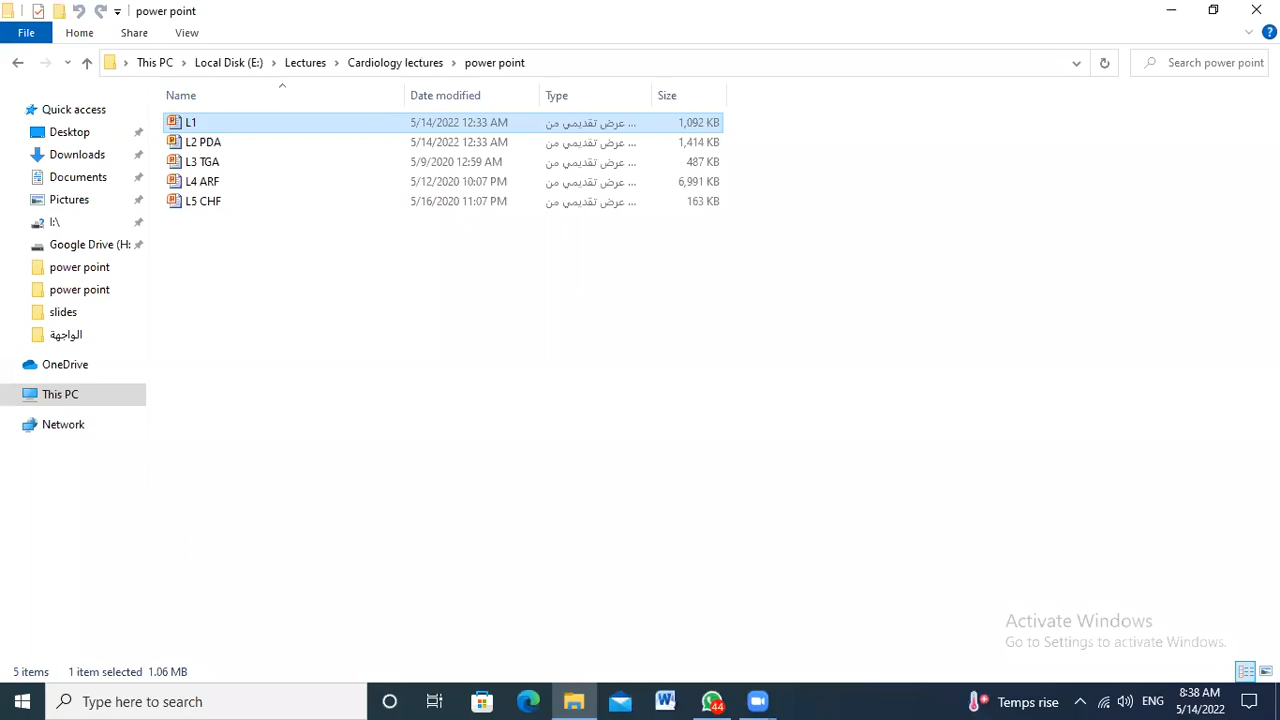 power point
File Home Share View
This PC Local Disk (E:) Lectures Cardiology lectures power point
Search power point
Name Date modified Type Size
L1 5/14/2022 12:33 AM عرض تقديمي من ... 1,092 KB
L2 PDA 5/14/2022 12:33 AM عرض تقديمي من ... 1,414 KB
L3 TGA 5/9/2020 12:59 AM عرض تقديمي من ... 487 KB
L4 ARF 5/12/2020 10:07 PM عرض تقديمي من ... 6,991 KB
L5 CHF 5/16/2020 11:07 PM عرض تقديمي من ... 163 KB
Quick access
Desktop
Downloads
Documents
Pictures
I:\
Google Drive (H:
power point
power point
slides
الواجهة
OneDrive
This PC
Network
Activate Windows
Go to Settings to activate Windows.
5 items 1 item selected 1.06 MB
Type here to search
W
44
Temps rise
ENG
8:38 AM
5/14/2022